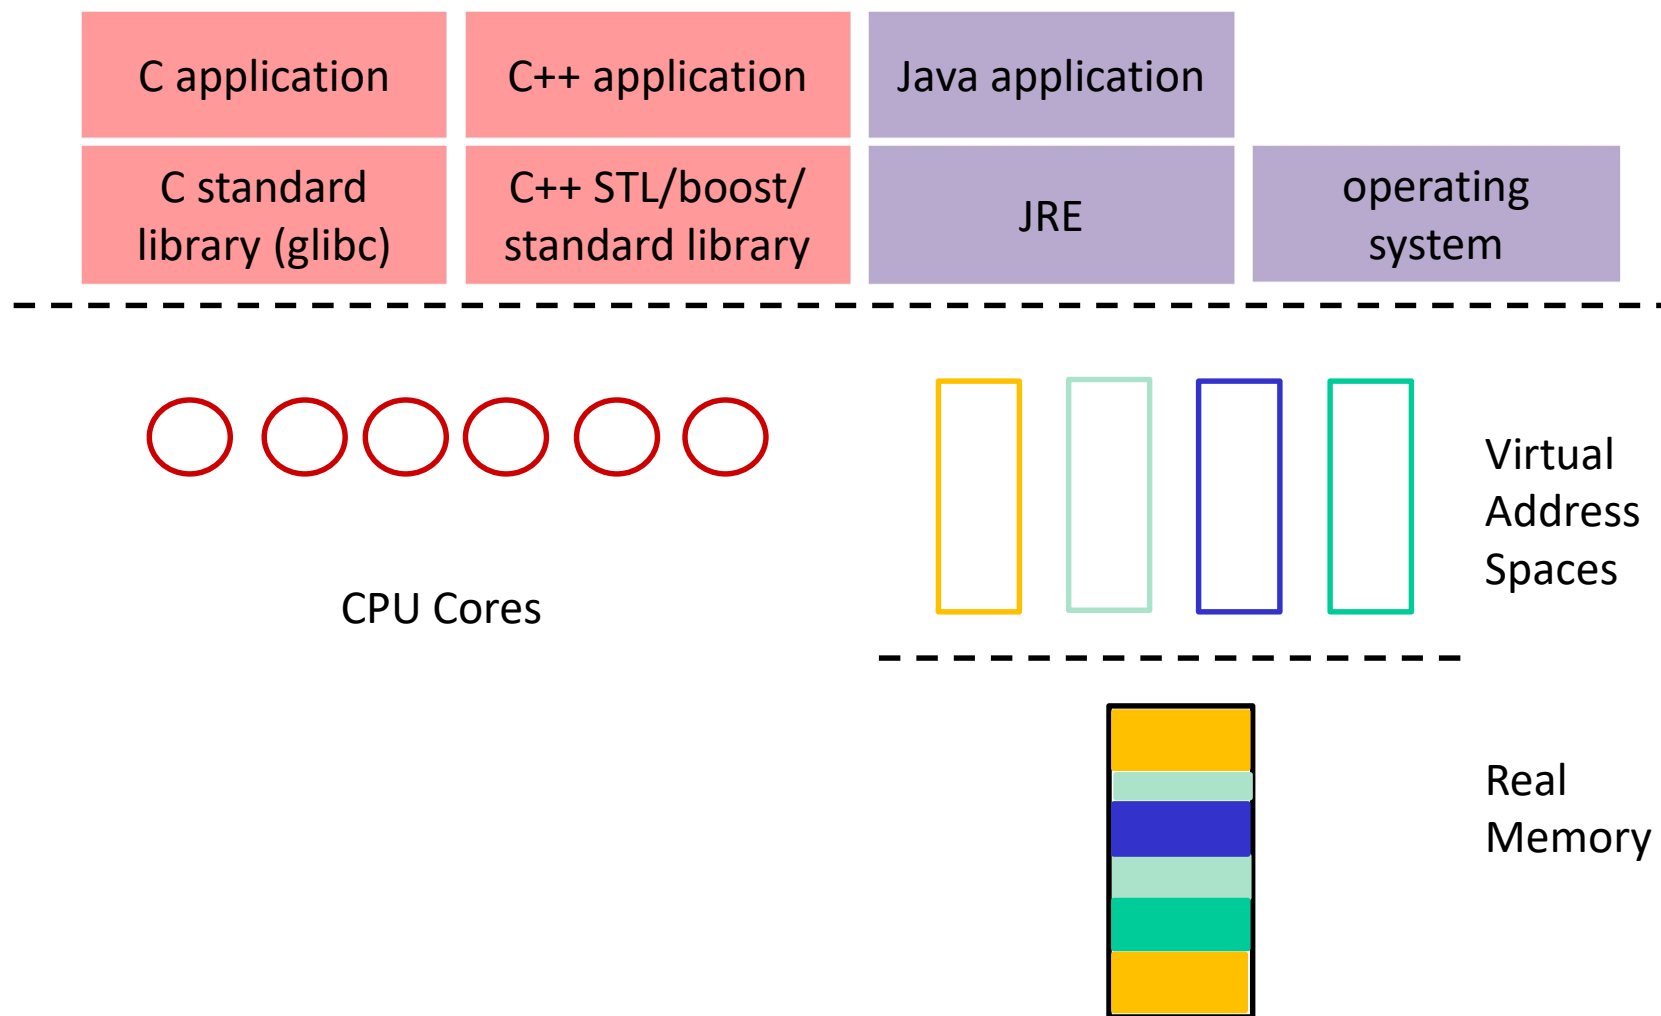 C application
C++ application
Java application
C standard
library (glibc)
C++ STL/boost/
standard library
JRE
operating
system
CPU Cores
Virtual
Address
Spaces
Real
Memory